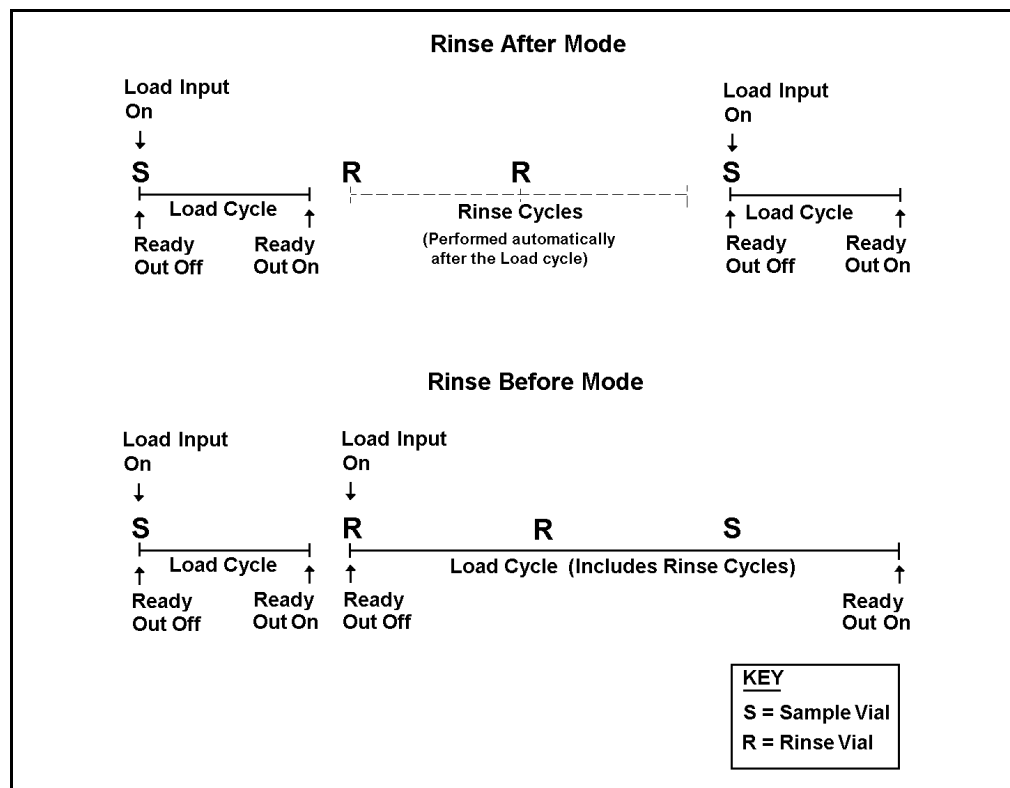 Rinse After Mode
Load Input
On
Load Input
On
S
R
R
S
Load Cycle
Rinse Cycles
Load Cycle
(Performed automatically
after the Load cycle)
Ready
Out Off
Ready
Out On
Ready
Out Off
Ready
Out On
Rinse Before Mode
Load Input
On
Load Input
On
S
R
R
S
Load Cycle
Load Cycle (Includes Rinse Cycles)
Ready
Out Off
Ready
Out On
Ready
Out Off
Ready
Out On
KEY
S = Sample Vial
R = Rinse Vial